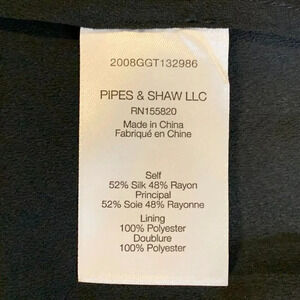 2008GGT132986
PIPES & SHAW LLC
RN155820
Made in China
Fabriqué en Chine
Self
52% Silk 48% Rayon
Principal
52% Soie 48% Rayonne
Lining
100% Polyester
Doublure
100% Polyester